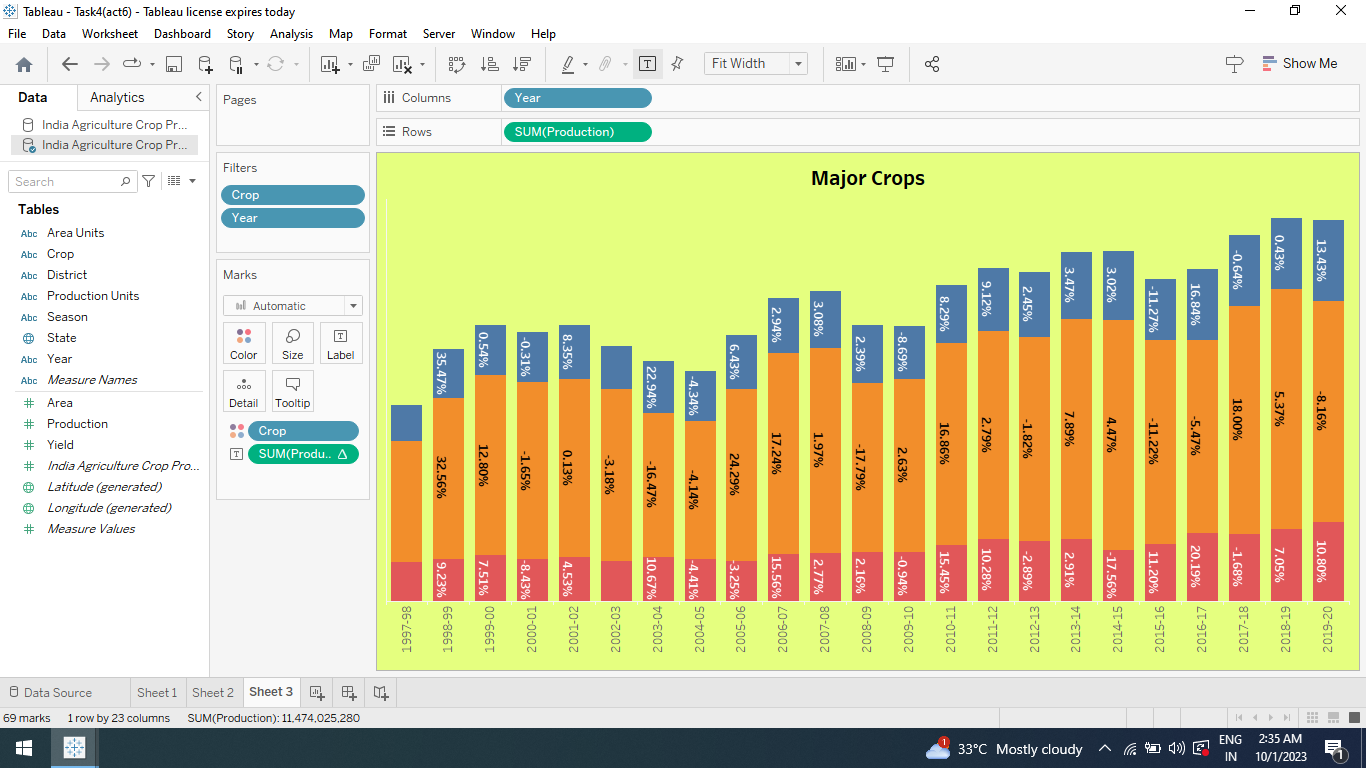 Tableau - Task4(act6) - Tableau license expires today
File Data Worksheet Dashboard Story Analysis Map Format Server Window Help
Fit Width
Show Me
Data Analytics
India Agriculture Crop Pr...
India Agriculture Crop Pr...
Search
Tables
Abc Area Units
Abc Crop
Abc District
Abc Production Units
Abc Season
State
Abc Year
Abc Measure Names
Area
Production
Yield
India Agriculture Crop Pro...
Latitude (generated)
Longitude (generated)
Measure Values
Pages
Filters
Crop
Year
Marks
Automatic
Color Size Label
Detail Tooltip
Crop
SUM(Produ..
Columns Year
Rows SUM(Production)
Major Crops
35.47% 0.54% -0.31% 8.35% 22.94% -4.34% 6.43% 2.94% 3.08% 2.39% -8.69% 8.29% 9.12% 2.45% 3.47% 3.02% -11.27% 16.84% -0.64% 0.43% 13.43%
32.56% 12.80% -1.65% 0.13% -3.18% -16.47% -4.14% 24.29% 17.24% 1.97% -17.79% 2.63% 16.86% 2.79% -1.82% 7.89% 4.47% -11.22% -5.47% 18.00% 5.37% -8.16%
9.23% 7.51% -8.43% 4.53% 10.67% -4.41% -3.25% 15.56% 2.77% 2.16% -0.94% 15.45% 10.28% -2.89% 2.91% -17.56% 11.20% 20.19% -1.68% 7.05% 10.80%
1997-98 1998-99 1999-00 2000-01 2001-02 2002-03 2003-04 2004-05 2005-06 2006-07 2007-08 2008-09 2009-10 2010-11 2011-12 2012-13 2013-14 2014-15 2015-16 2016-17 2017-18 2018-19 2019-20
Data Source Sheet 1 Sheet 2 Sheet 3
69 marks 1 row by 23 columns SUM(Production): 11,474,025,280
1
33°C Mostly cloudy
ENG
IN
2:35 AM
10/1/2023
1